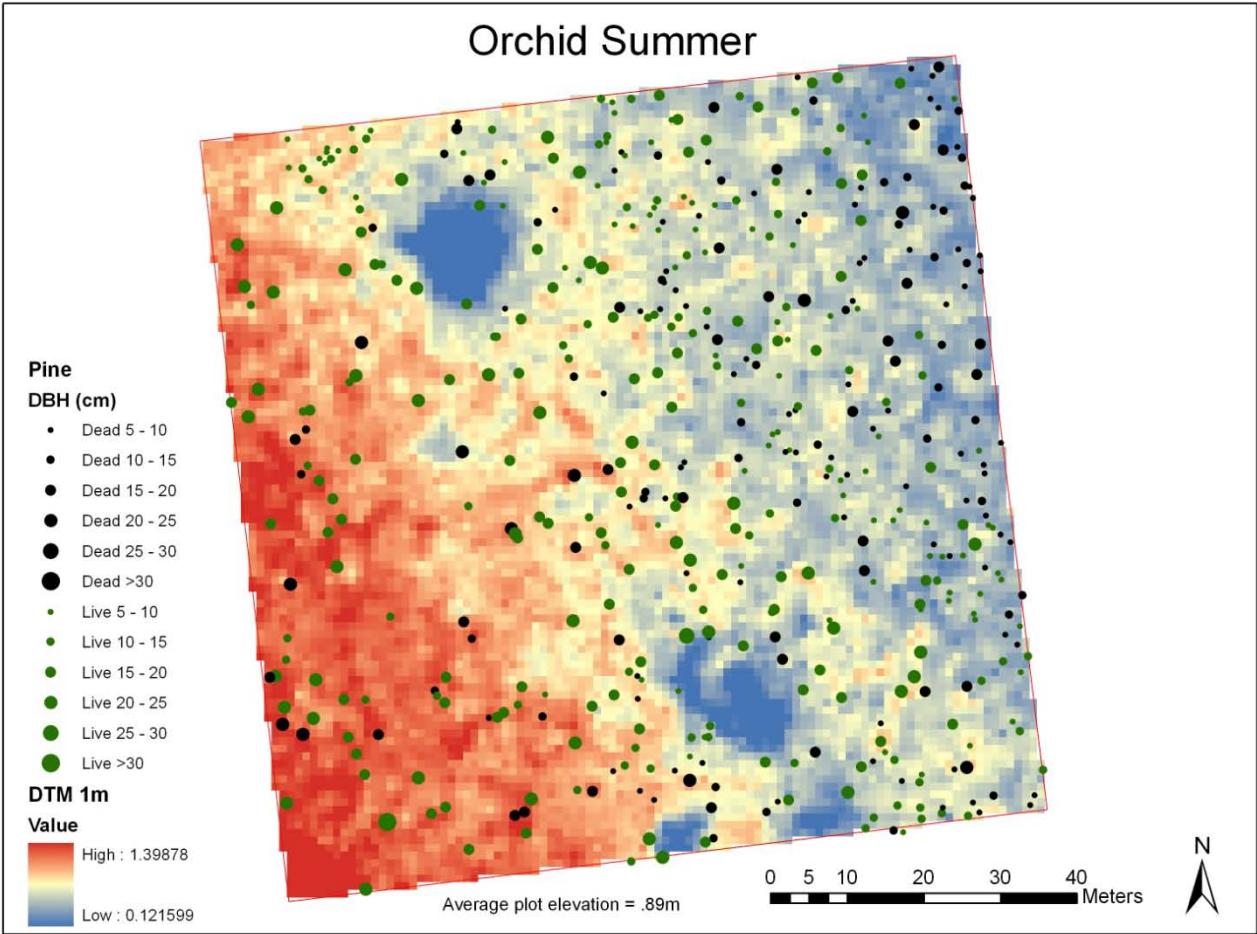 Orchid Summer
Pine
DBH (cm)
Dead 5 - 10
Dead 10 - 15
Dead 15 - 20
Dead 20 - 25
Dead 25 - 30
Dead >30
Live 5 - 10
Live 10 - 15
Live 15 - 20
Live 20 - 25
Live 25 - 30
Live >30
DTM 1m
Value
High : 1.39878
Low : 0.121599
Average plot elevation = .89m
0 5 10 20 30 40
Meters
N